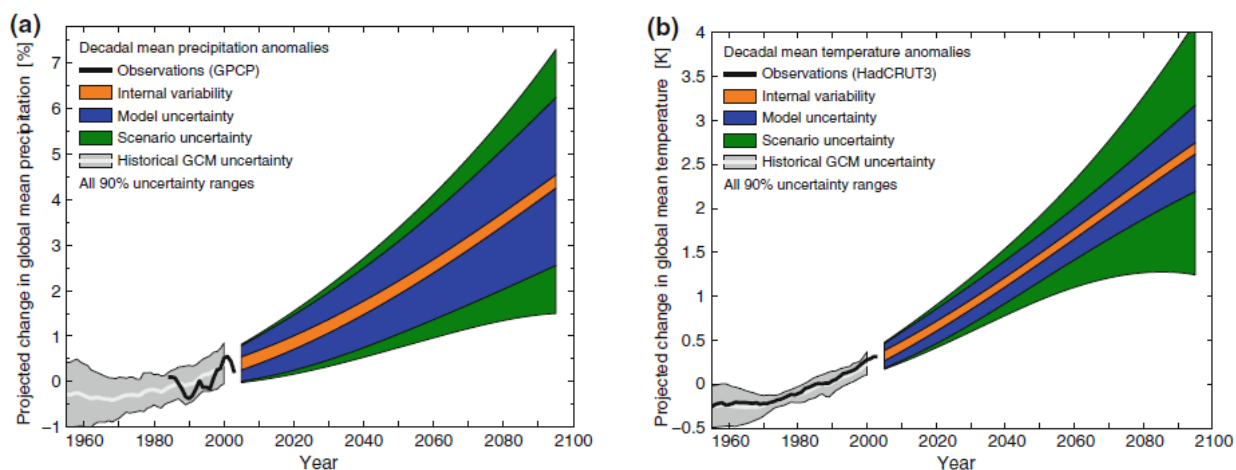 (a)
Projected change in global mean precipitation [%]
7
6
5
4
3
2
1
0
−1
Decadal mean precipitation anomalies
Observations (GPCP)
Internal variability
Model uncertainty
Scenario uncertainty
Historical GCM uncertainty
All 90% uncertainty ranges
1960 1980 2000 2020 2040 2060 2080 2100
Year
(b)
Projected change in global mean temperature [K]
4
3.5
3
2.5
2
1.5
1
0.5
0
−0.5
Decadal mean temperature anomalies
Observations (HadCRUT3)
Internal variability
Model uncertainty
Scenario uncertainty
Historical GCM uncertainty
All 90% uncertainty ranges
1960 1980 2000 2020 2040 2060 2080 2100
Year